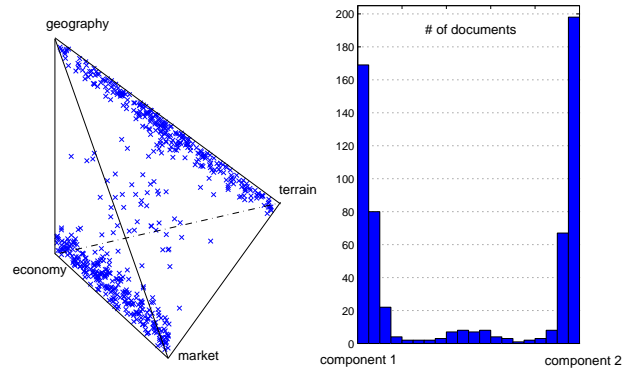 geography
terrain
economy
market
# of documents
200
180
160
140
120
100
80
60
40
20
0
component 1
component 2